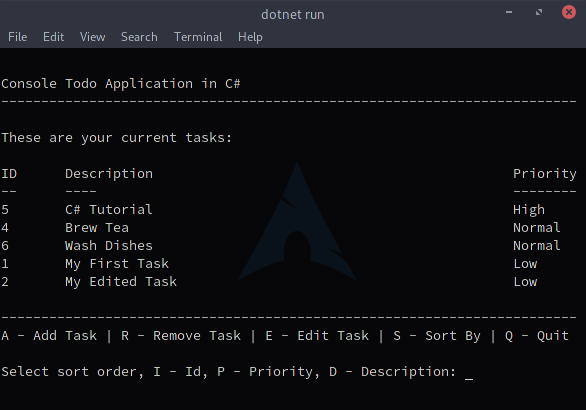 dotnet run
File Edit View Search Terminal Help
Console Todo Application in C#
------------------------------------------------------------------------
These are your current tasks:
ID Description Priority
-- ---- --------
5 C# Tutorial High
4 Brew Tea Normal
6 Wash Dishes Normal
1 My First Task Low
2 My Edited Task Low
------------------------------------------------------------------------
A - Add Task | R - Remove Task | E - Edit Task | S - Sort By | Q - Quit
Select sort order, I - Id, P - Priority, D - Description: _